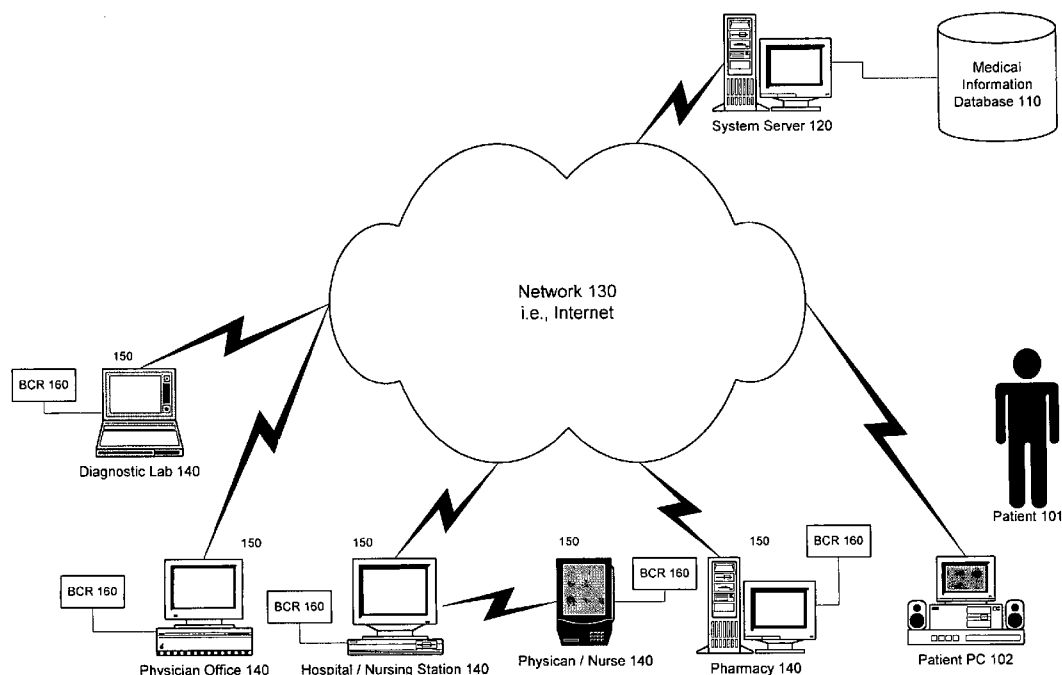 Medical
Information
Database 110
System Server 120
Network 130
i.e., Internet
150
BCR 160
Diagnostic Lab 140
Patient 101
150
BCR 160
Physician Office 140
150
BCR 160
Hospital / Nursing Station 140
150
BCR 160
Physican / Nurse 140
150
BCR 160
Pharmacy 140
Patient PC 102